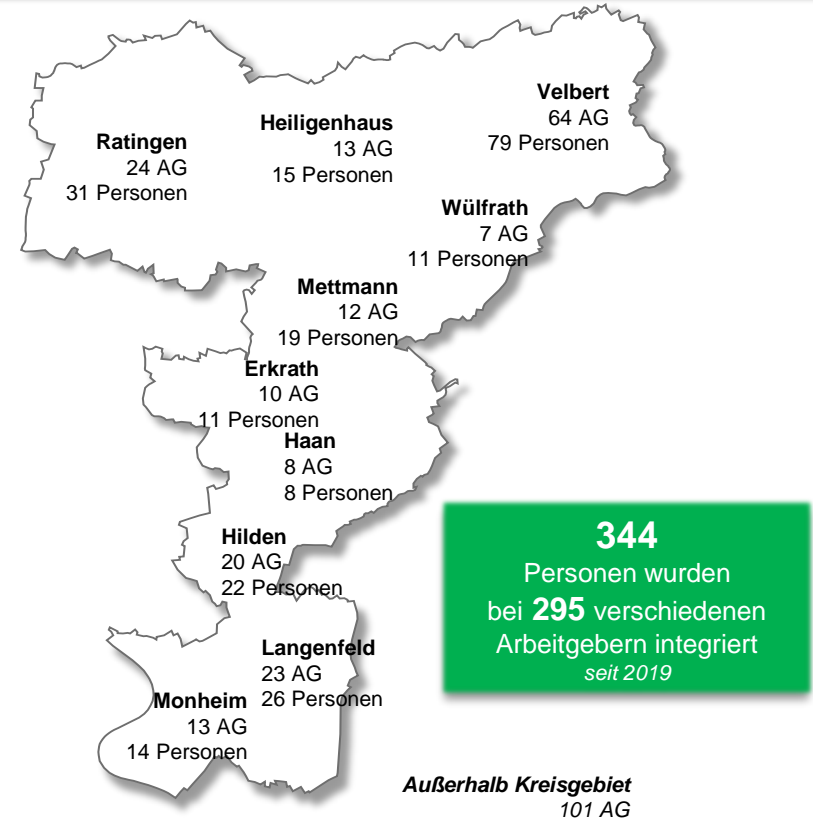 Velbert
64 AG
79 Personen
Heiligenhaus
13 AG
15 Personen
Ratingen
24 AG
31 Personen
Wülfrath
7 AG
11 Personen
Mettmann
12 AG
19 Personen
Erkrath
10 AG
11 Personen
Haan
8 AG
8 Personen
Hilden
20 AG
22 Personen
Langenfeld
23 AG
26 Personen
Monheim
13 AG
14 Personen
344
Personen wurden
bei 295 verschiedenen
Arbeitgebern integriert
seit 2019
Außerhalb Kreisgebiet
101 AG